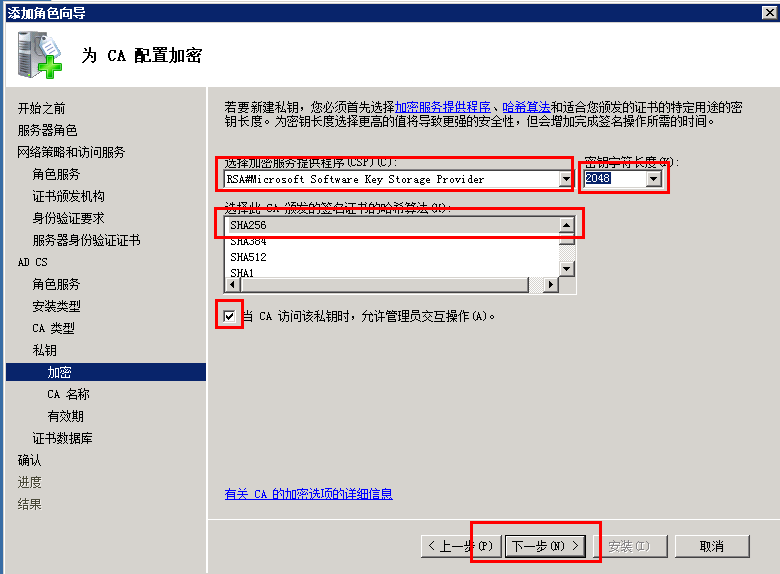 添加角色向导
为 CA 配置加密
开始之前
服务器角色
网络策略和访问服务
角色服务
证书颁发机构
身份验证要求
服务器身份验证证书
AD CS
角色服务
安装类型
CA 类型
私钥
加密
CA 名称
有效期
证书数据库
确认
进度
结果
若要新建私钥，您必须首先选择加密服务提供程序、哈希算法和适合您颁发的证书的特定用途的密
钥长度。为密钥长度选择更高的值将导致更强的安全性，但会增加完成签名操作所需的时间。
选择加密服务提供程序(CSP)(C):
密钥字符长度(K):
RSA#Microsoft Software Key Storage Provider
2048
选择此 CA 颁发的签名证书的哈希算法(H):
SHA256
SHA384
SHA512
SHA1
当 CA 访问该私钥时，允许管理员交互操作(A)。
有关 CA 的加密选项的详细信息
< 上一步(P)
下一步(N) >
安装(I)
取消